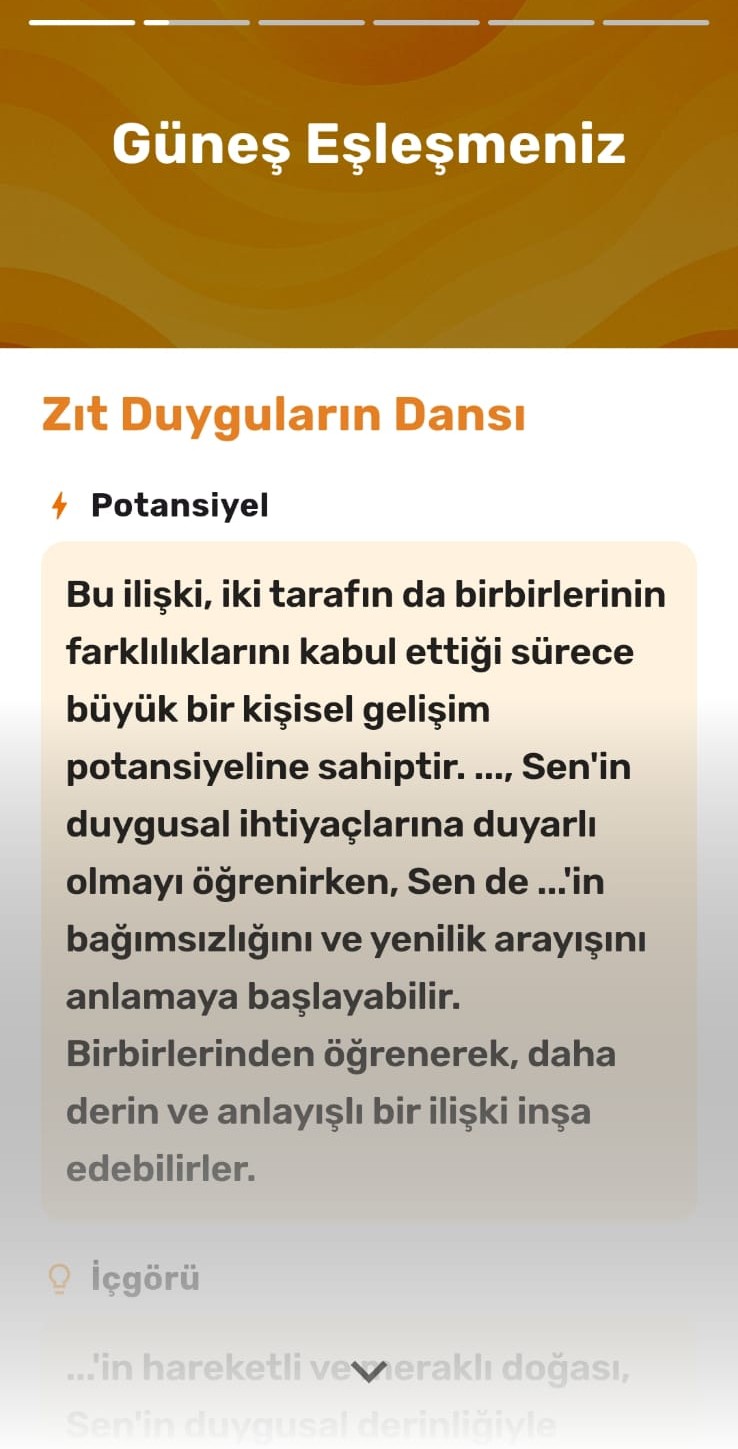 Güneş Eşleşmeniz
Zıt Duyguların Dansı
Potansiyel
Bu ilişki, iki tarafın da birbirlerinin
farklılıklarını kabul ettiği sürece
büyük bir kişisel gelişim
potansiyeline sahiptir. ..., Sen'in
duygusal ihtiyaçlarına duyarlı
olmayı öğrenirken, Sen de ...'in
bağımsızlığını ve yenilik arayışını
anlamaya başlayabilir.
Birbirlerinden öğrenerek, daha
derin ve anlayışlı bir ilişki inşa
edebilirler.
İçgörü
...'in hareketli ve meraklı doğası,
Sen'in duygusal derinliğiyle